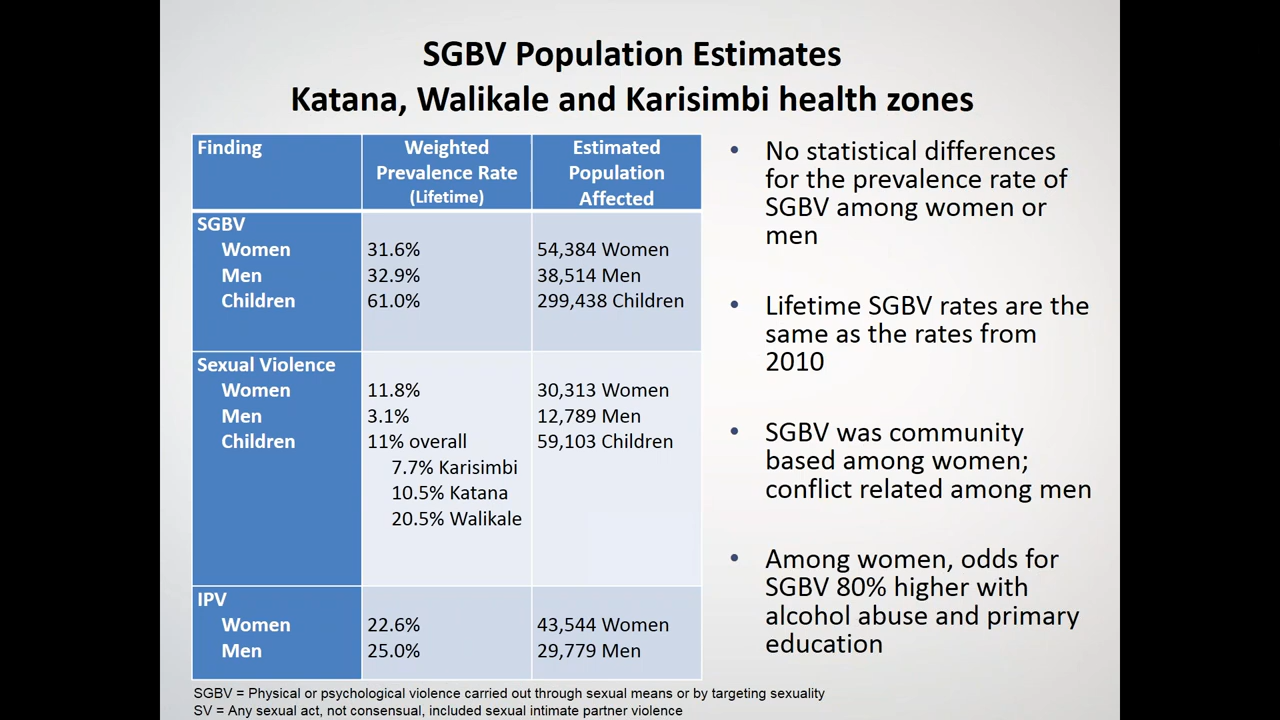 SGBV Population Estimates
Katana, Walikale and Karisimbi health zones
Finding
Weighted
Prevalence Rate
(Lifetime)
Estimated
Population
Affected
SGBV
Women 31.6% 54,384 Women
Men 32.9% 38,514 Men
Children 61.0% 299,438 Children
Sexual Violence
Women 11.8% 30,313 Women
Men 3.1% 12,789 Men
Children 11% overall 59,103 Children
7.7% Karisimbi
10.5% Katana
20.5% Walikale
IPV
Women 22.6% 43,544 Women
Men 25.0% 29,779 Men
• No statistical differences
for the prevalence rate of
SGBV among women or
men
• Lifetime SGBV rates are the
same as the rates from
2010
• SGBV was community
based among women;
conflict related among men
• Among women, odds for
SGBV 80% higher with
alcohol abuse and primary
education
SGBV = Physical or psychological violence carried out through sexual means or by targeting sexuality
SV = Any sexual act, not consensual, included sexual intimate partner violence